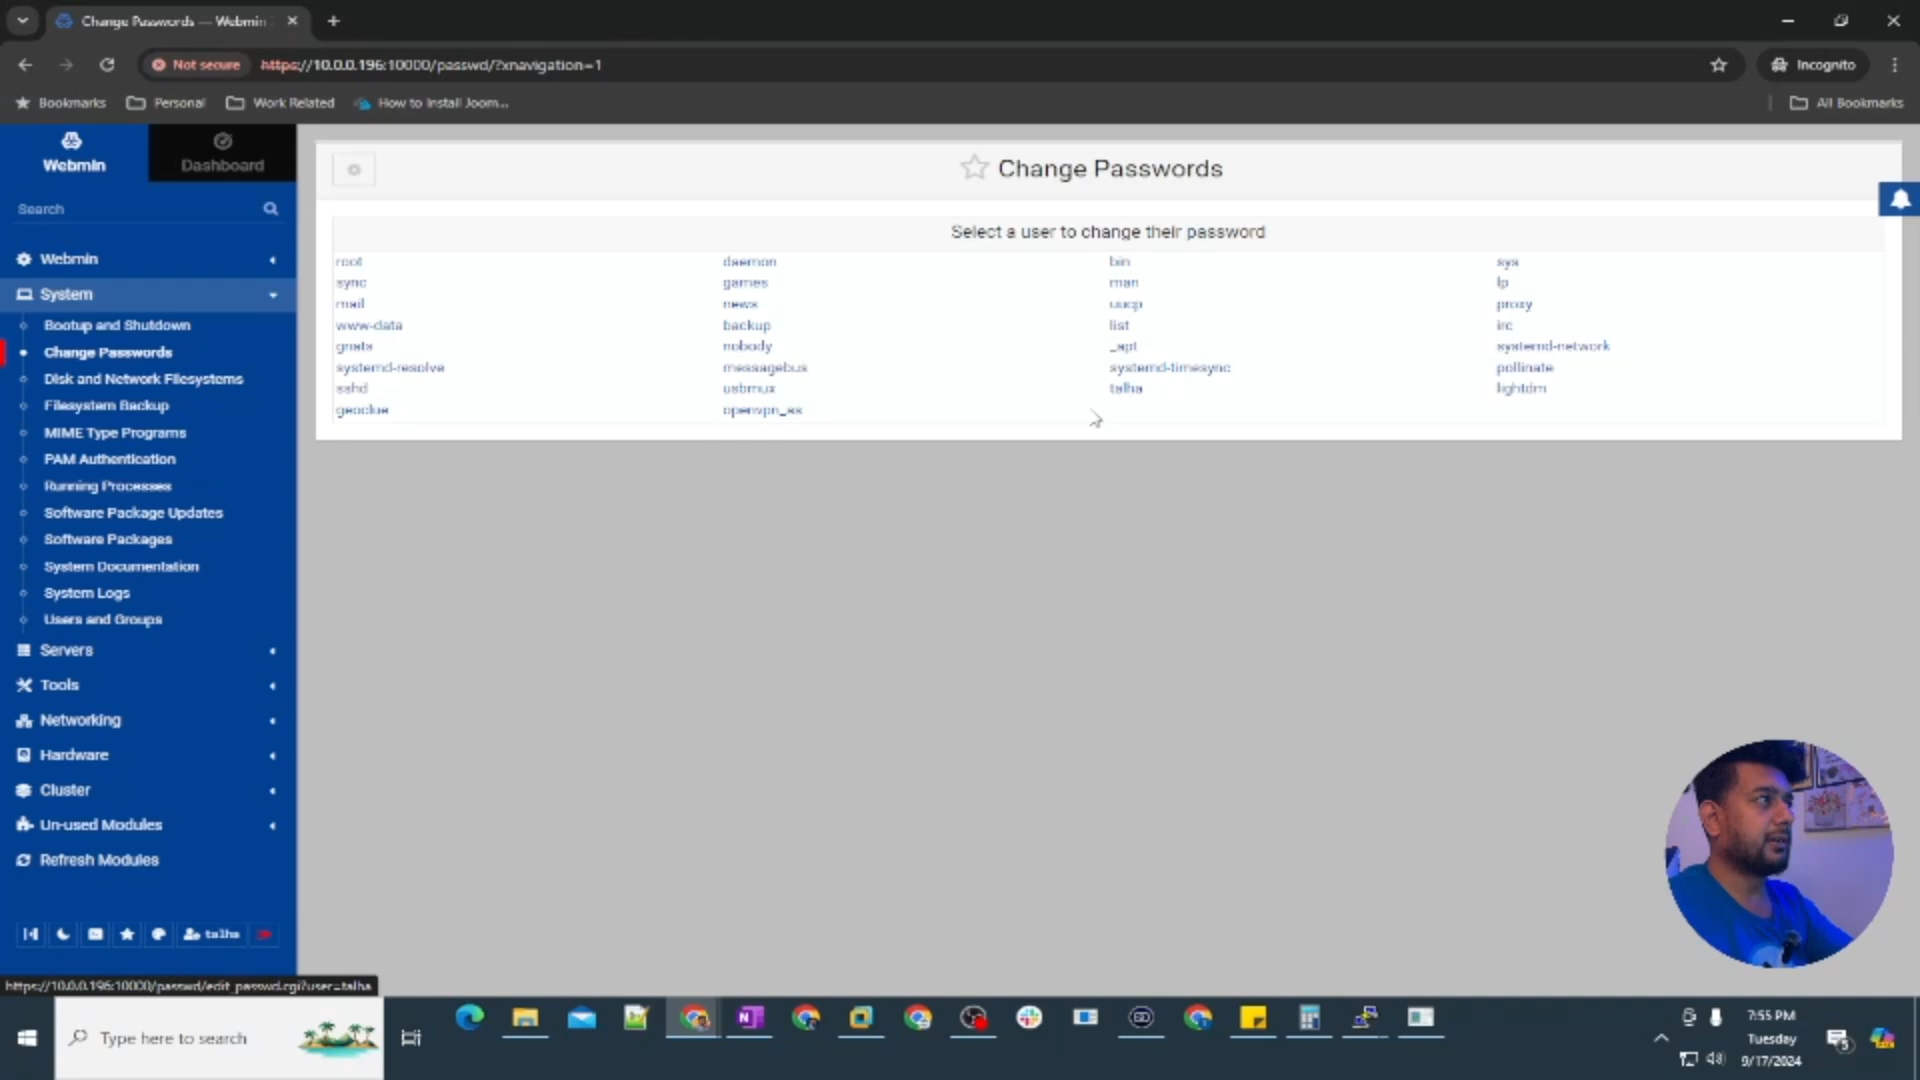 Change Passwords — Webmin
Not secure https://10.0.0.196:10000/passwd/?xnavigation=1
Incognito
Bookmarks Personal Work Related How to Install Joom...
All Bookmarks
Webmin
Dashboard
Search
Webmin
System
Bootup and Shutdown
Change Passwords
Disk and Network Filesystems
Filesystem Backup
MIME Type Programs
PAM Authentication
Running Processes
Software Package Updates
Software Packages
System Documentation
System Logs
Users and Groups
Servers
Tools
Networking
Hardware
Cluster
Un-used Modules
Refresh Modules
talha
Change Passwords
Select a user to change their password
root daemon bin sys
sync games man lp
mail news uucp proxy
www-data backup list irc
gnats nobody _apt systemd-network
systemd-resolve messagebus systemd-timesync pollinate
sshd usbmux talha lightdm
geoclue openvpn_as
https://10.0.0.196:10000/passwd/edit_passwd.cgi?user=talha
Type here to search
7:55 PM
Tuesday
9/17/2024